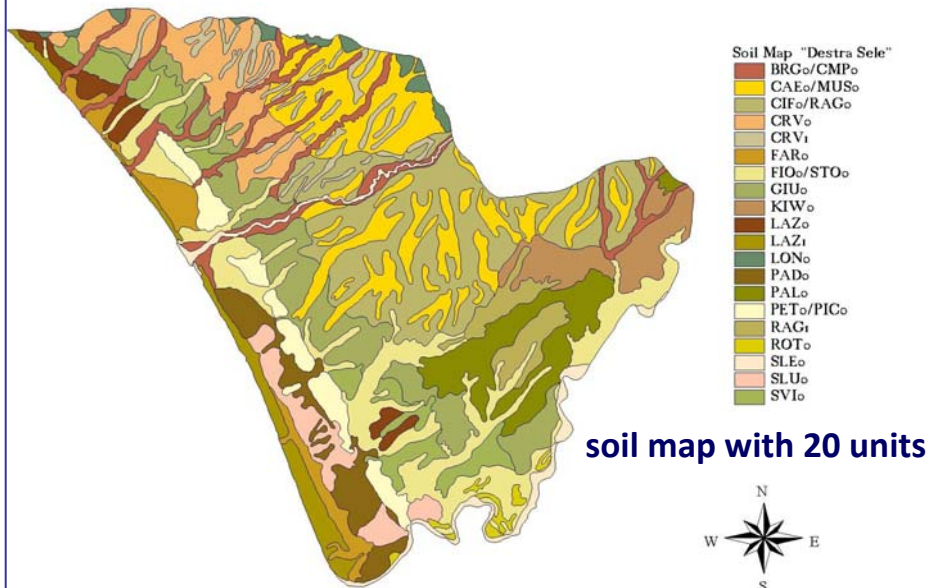 Soil Map "Destra Sele"
BRG0/CMP0
CAE0/MUS0
CIF0/RAG0
CRV0
CRV1
FAR0
FIO0/STO0
GIU0
KIW0
LAZ0
LAZ1
LON0
PAD0
PAL0
PET0/PIC0
RAG1
ROT0
SLE0
SLU0
SVI0
soil map with 20 units
N
W E
S